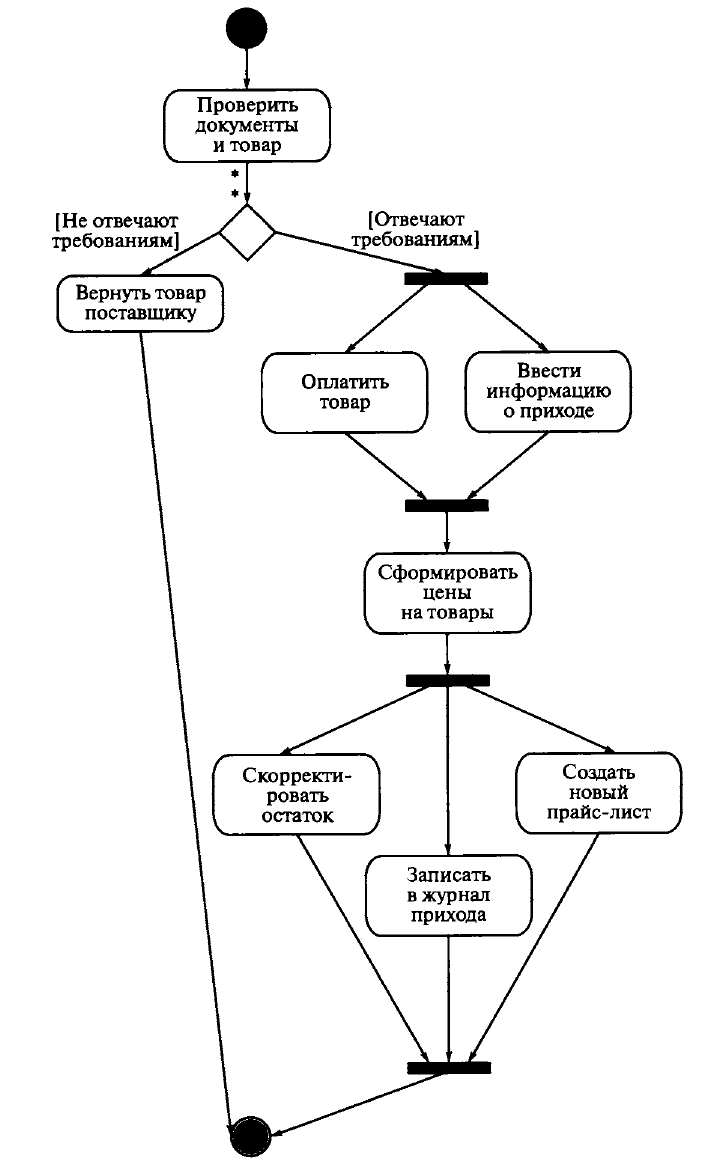 Проверить
документы
и товар
*
*
[Не отвечают
требованиям]
[Отвечают
требованиям]
Вернуть товар
поставщику
Оплатить
товар
Ввести
информацию
о приходе
Сформировать
цены
на товары
Скорректи-
ровать
остаток
Создать
новый
прайс-лист
Записать
в журнал
прихода